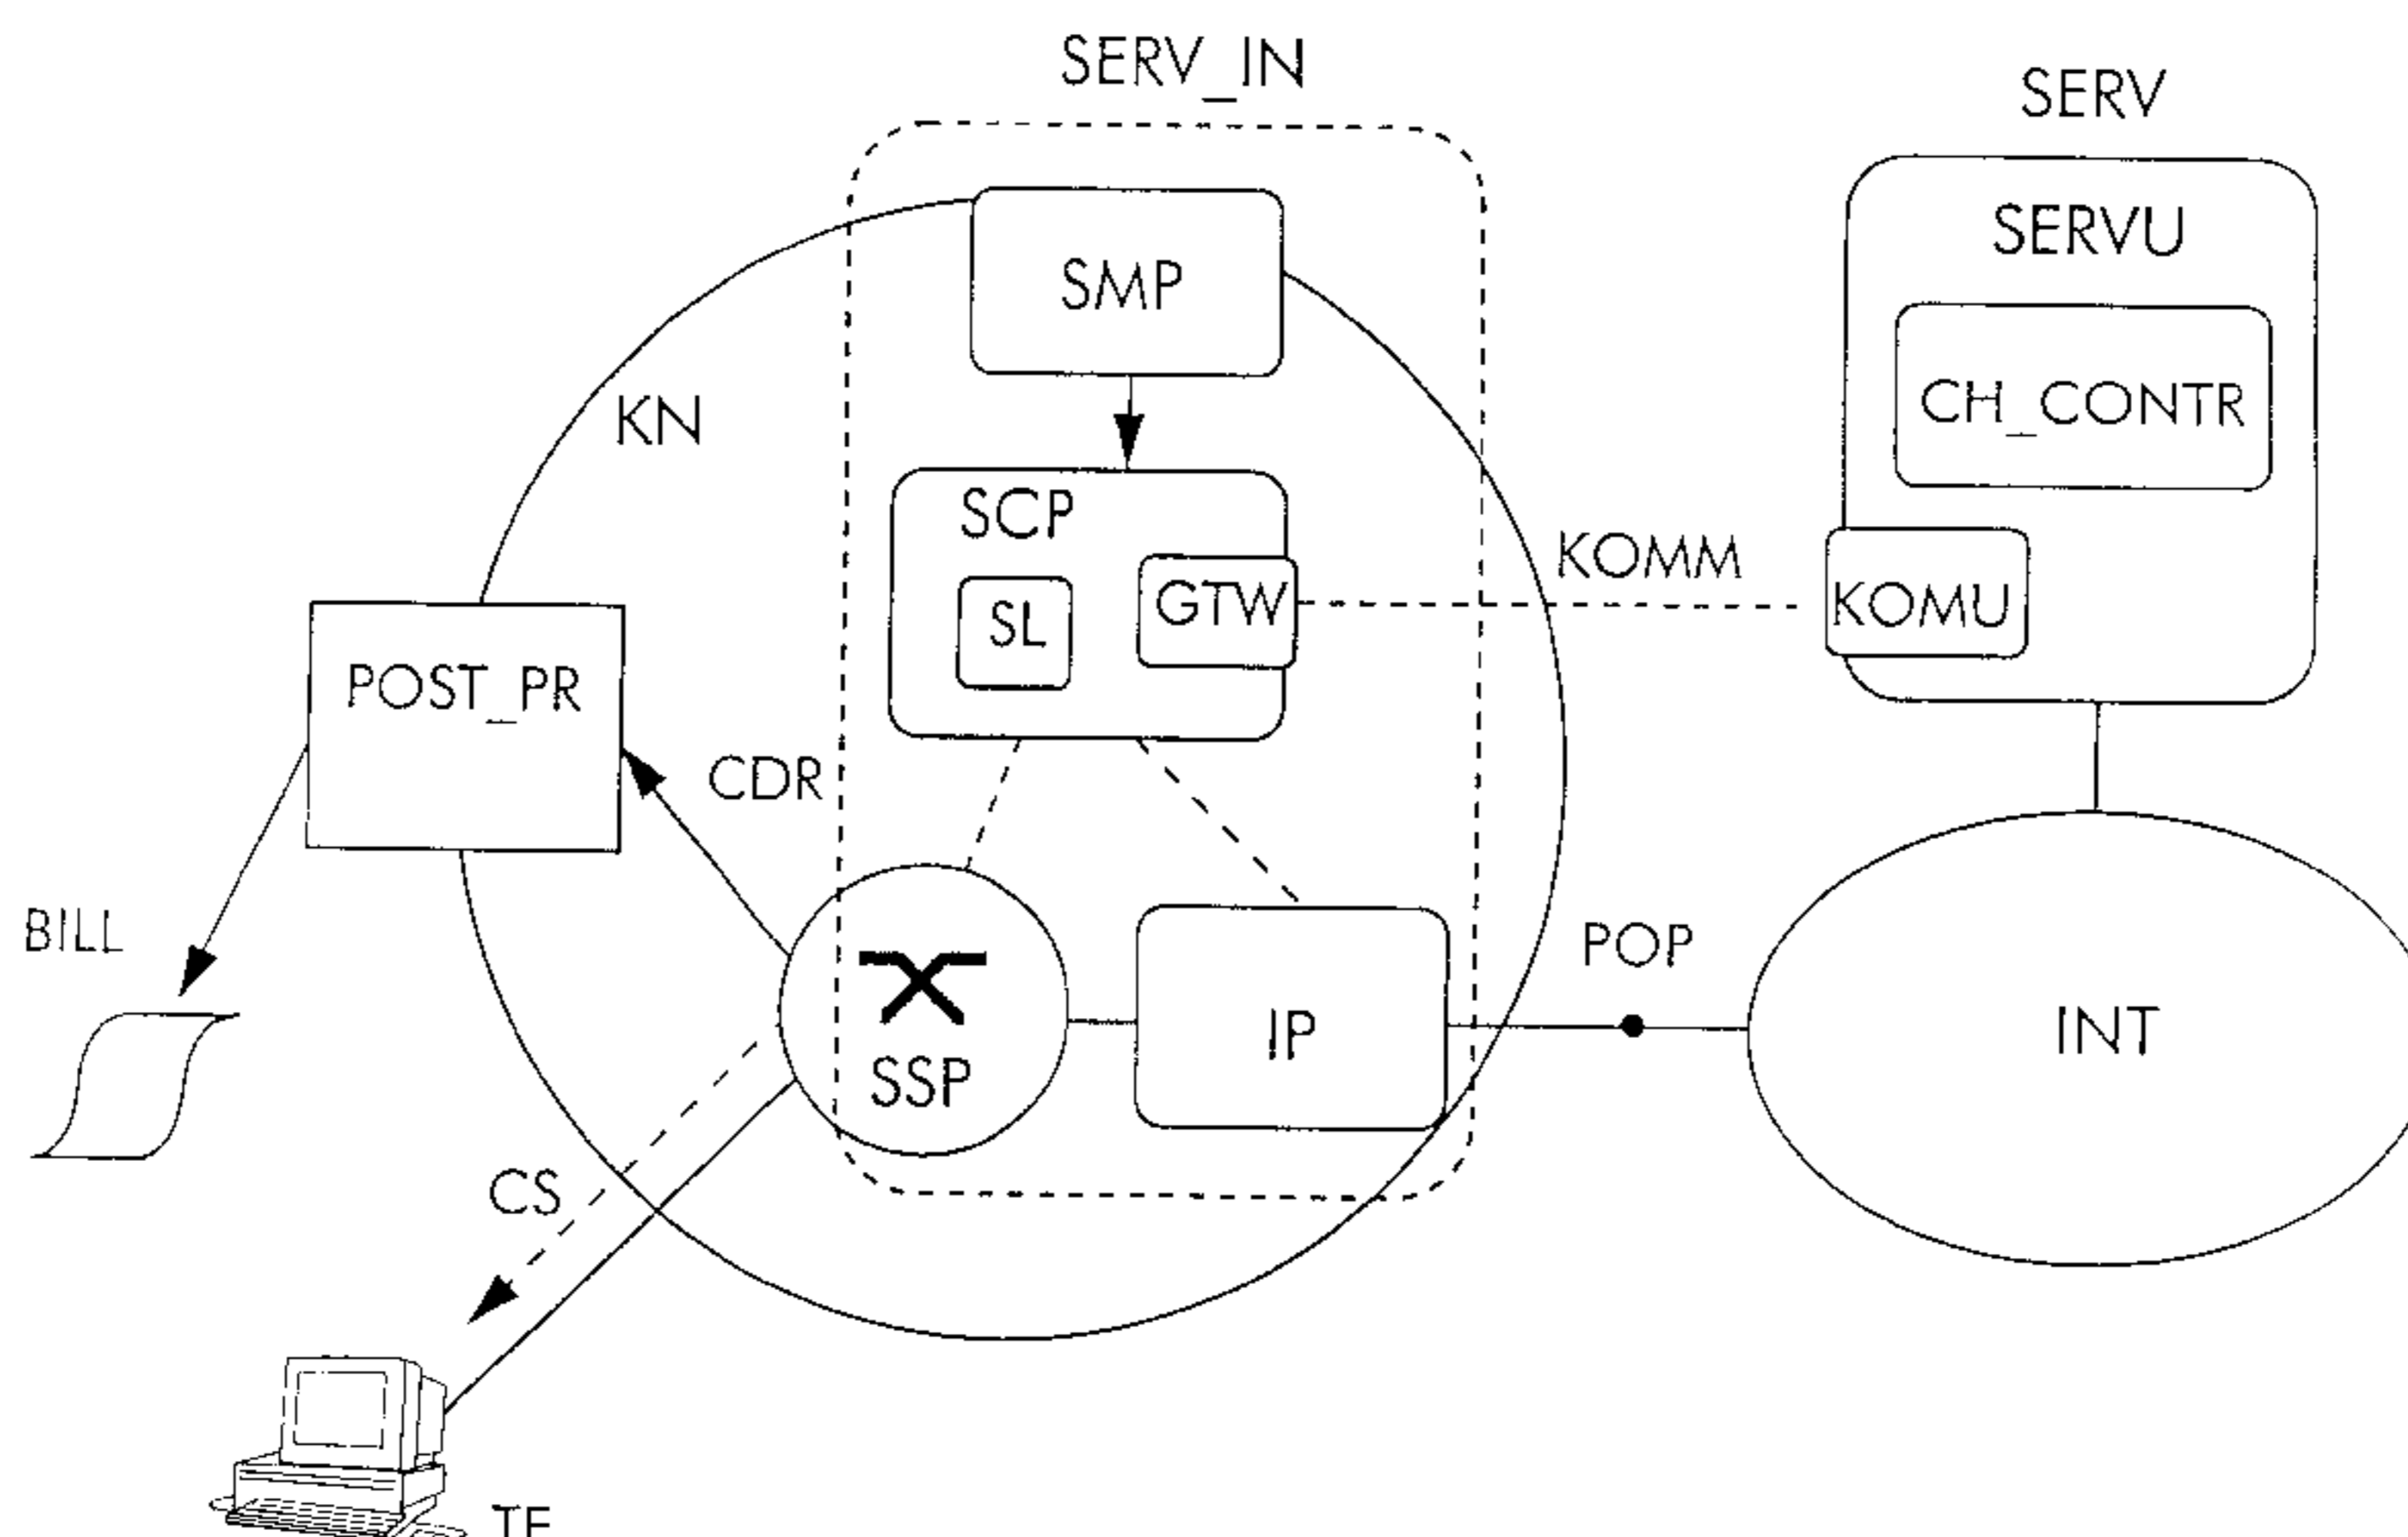 SERV_IN
SERV
SERVU
SMP
CH_CONTR
KN
SCP
KOMM
GTW
KOMU
SL
POST_PR
CDR
BILL
POP
IP
INT
SSP
CS